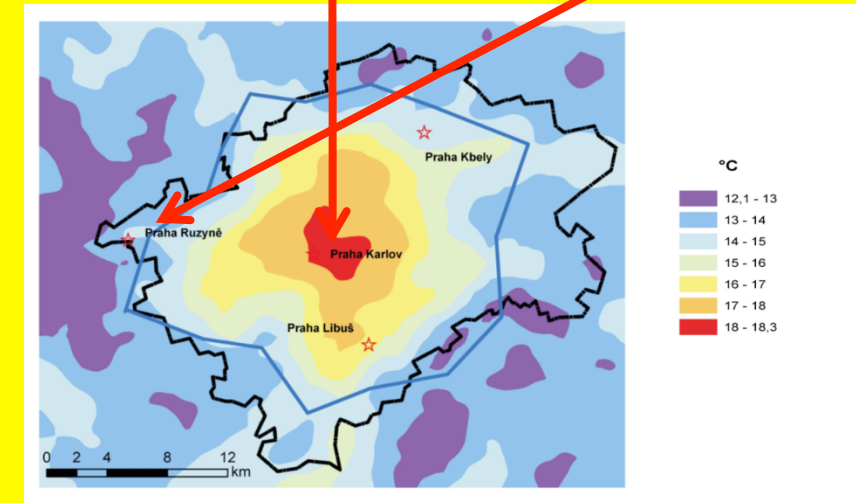 Praha Kbely
°C
12,1 - 13
13 - 14
14 - 15
15 - 16
16 - 17
17 - 18
18 - 18,3
Praha Ruzyně
Praha Karlov
Praha Libuš
0 2 4 8 12
km